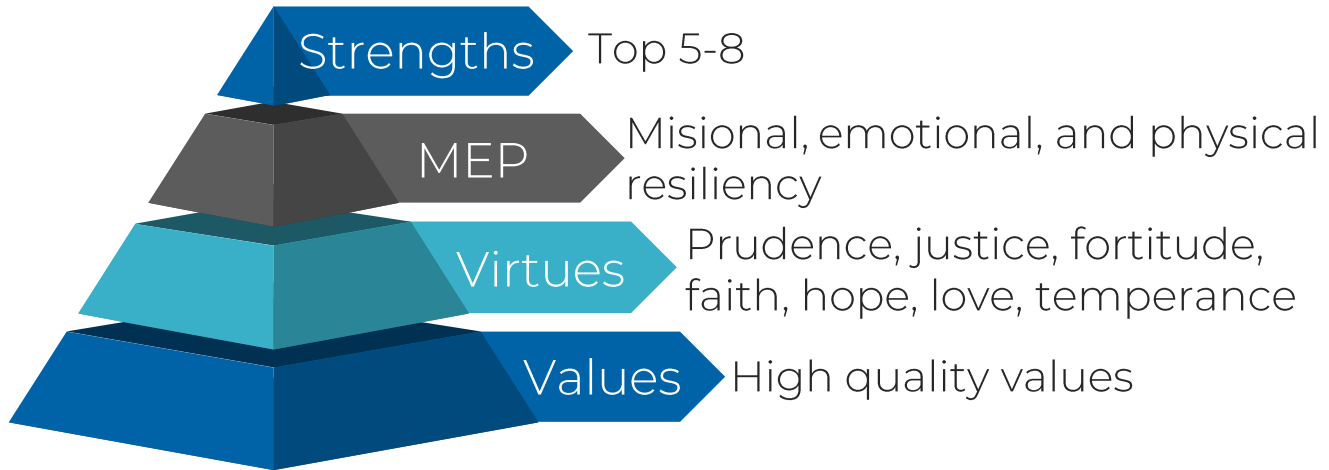 Strengths
Top 5-8
MEP
Misional, emotional, and physical
resiliency
Virtues
Prudence, justice, fortitude,
faith, hope, love, temperance
Values
High quality values